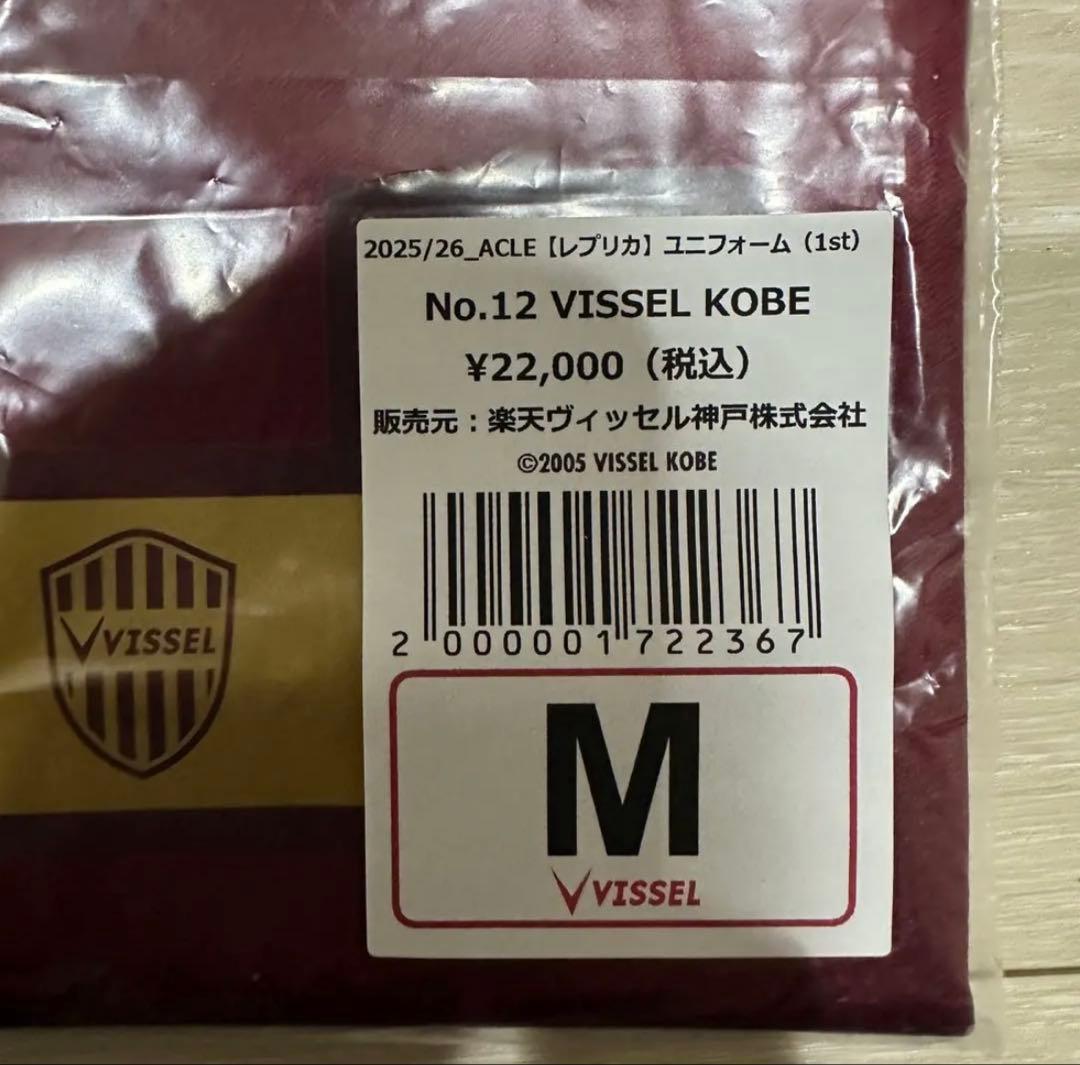 2025/26_ACLE【レプリカ】ユニフォーム（1st）
No.12 VISSEL KOBE
¥22,000（税込）
販売元：楽天ヴィッセル神戸株式会社
©2005 VISSEL KOBE
2 000001 722367
M
VISSEL
VISSEL